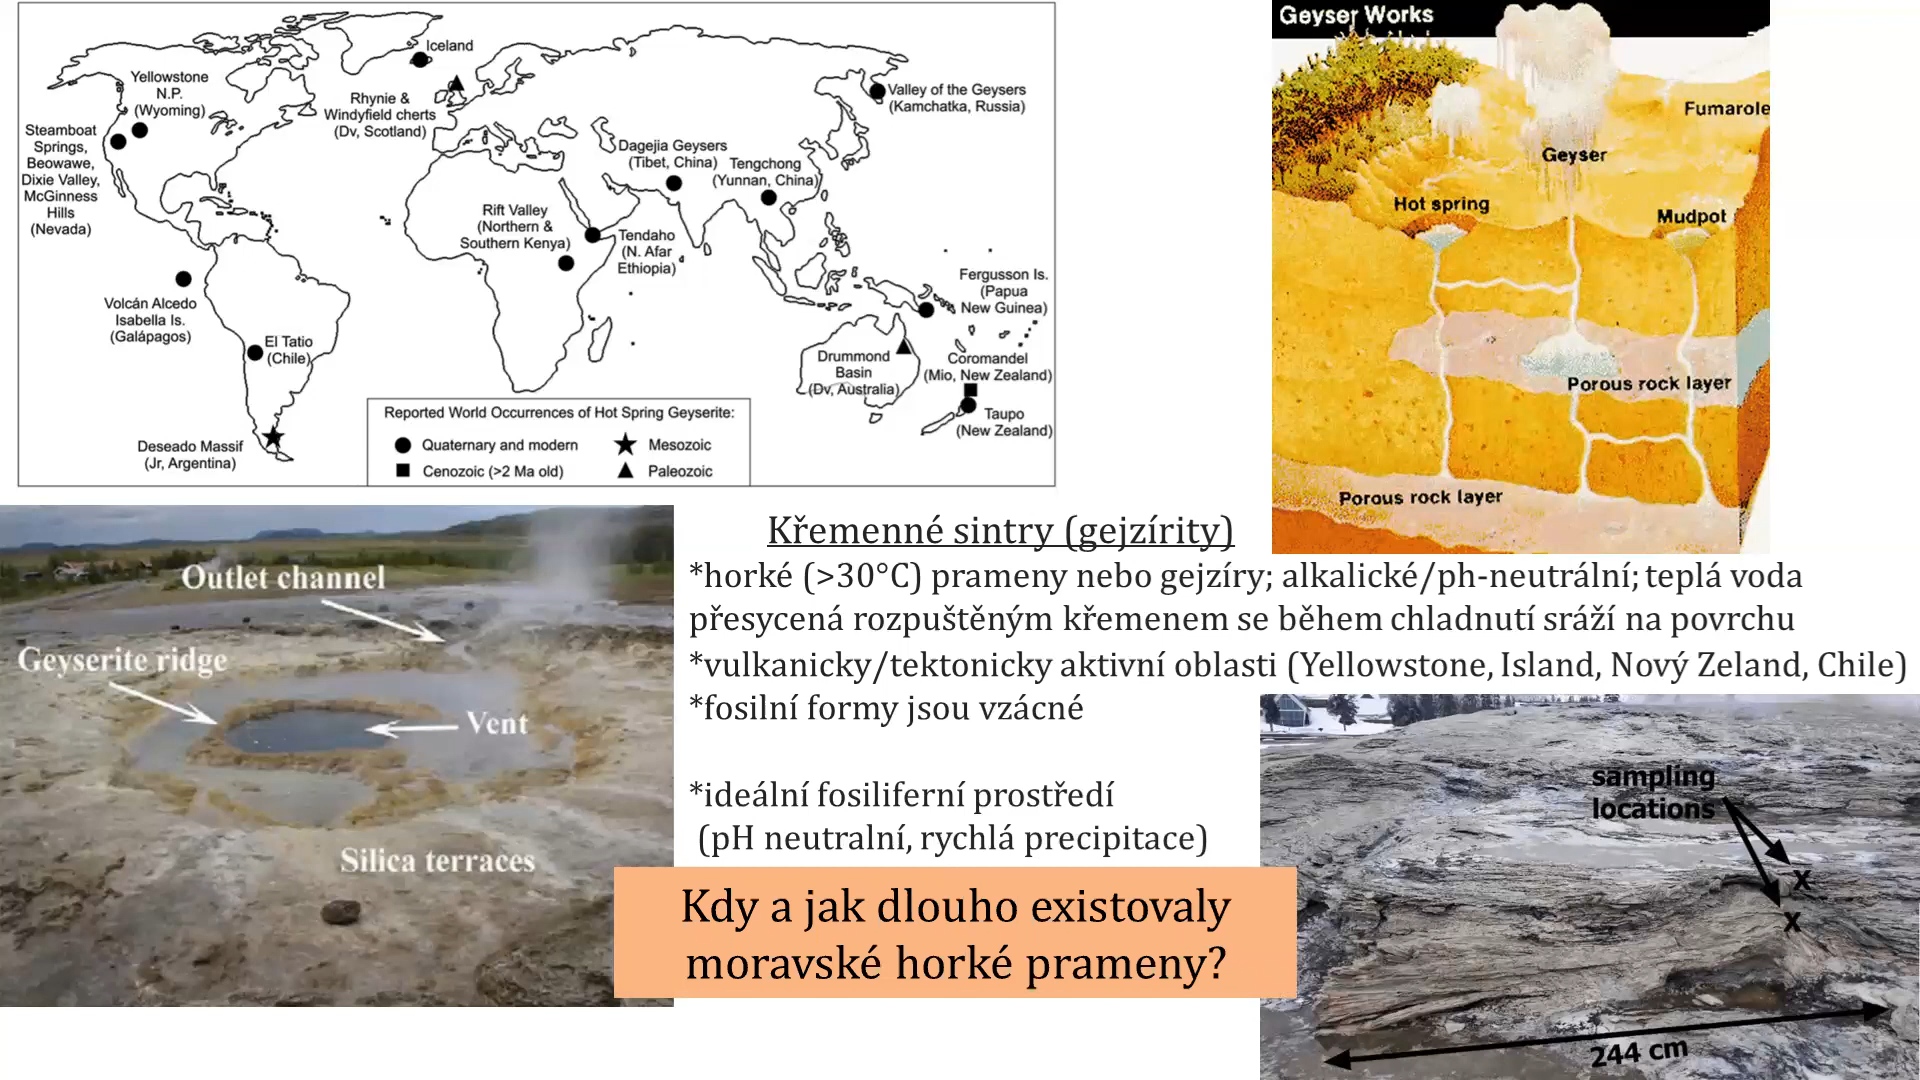 Iceland
Yellowstone
N.P.
(Wyoming)
Rhynie &
Windyfield cherts
(Dv, Scotland)
Valley of the Geysers
(Kamchatka, Russia)
Steamboat
Springs,
Beowawe,
Dixie Valley,
McGinness
Hills
(Nevada)
Dagejia Geysers
(Tibet, China)
Tengchong
(Yunnan, China)
Rift Valley
(Northern &
Southern Kenya)
Tendaho
(N. Afar
Ethiopia)
Fergusson Is.
(Papua
New Guinea)
Volcán Alcedo
Isabella Is.
(Galápagos)
El Tatio
(Chile)
Drummond
Basin
(Dv, Australia)
Coromandel
(Mio, New Zealand)
Taupo
(New Zealand)
Deseado Massif
(Jr, Argentina)
Reported World Occurrences of Hot Spring Geyserite:
Quaternary and modern
Mesozoic
Cenozoic (>2 Ma old)
Paleozoic
Geyser Works
Fumarole
Geyser
Hot spring
Mudpot
Porous rock layer
Porous rock layer
Křemenné sintry (gejzírity)
*horké (>30°C) prameny nebo gejzíry; alkalické/ph-neutrální; teplá voda
přesycená rozpuštěným křemenem se během chladnutí sráží na povrchu
*vulkanicky/tektonicky aktivní oblasti (Yellowstone, Island, Nový Zeland, Chile)
*fosilní formy jsou vzácné
*ideální fosiliferní prostředí
(pH neutralní, rychlá precipitace)
Kdy a jak dlouho existovaly
moravské horké prameny?
Outlet channel
Geyserite ridge
Vent
Silica terraces
sampling
locations
x
x
244 cm